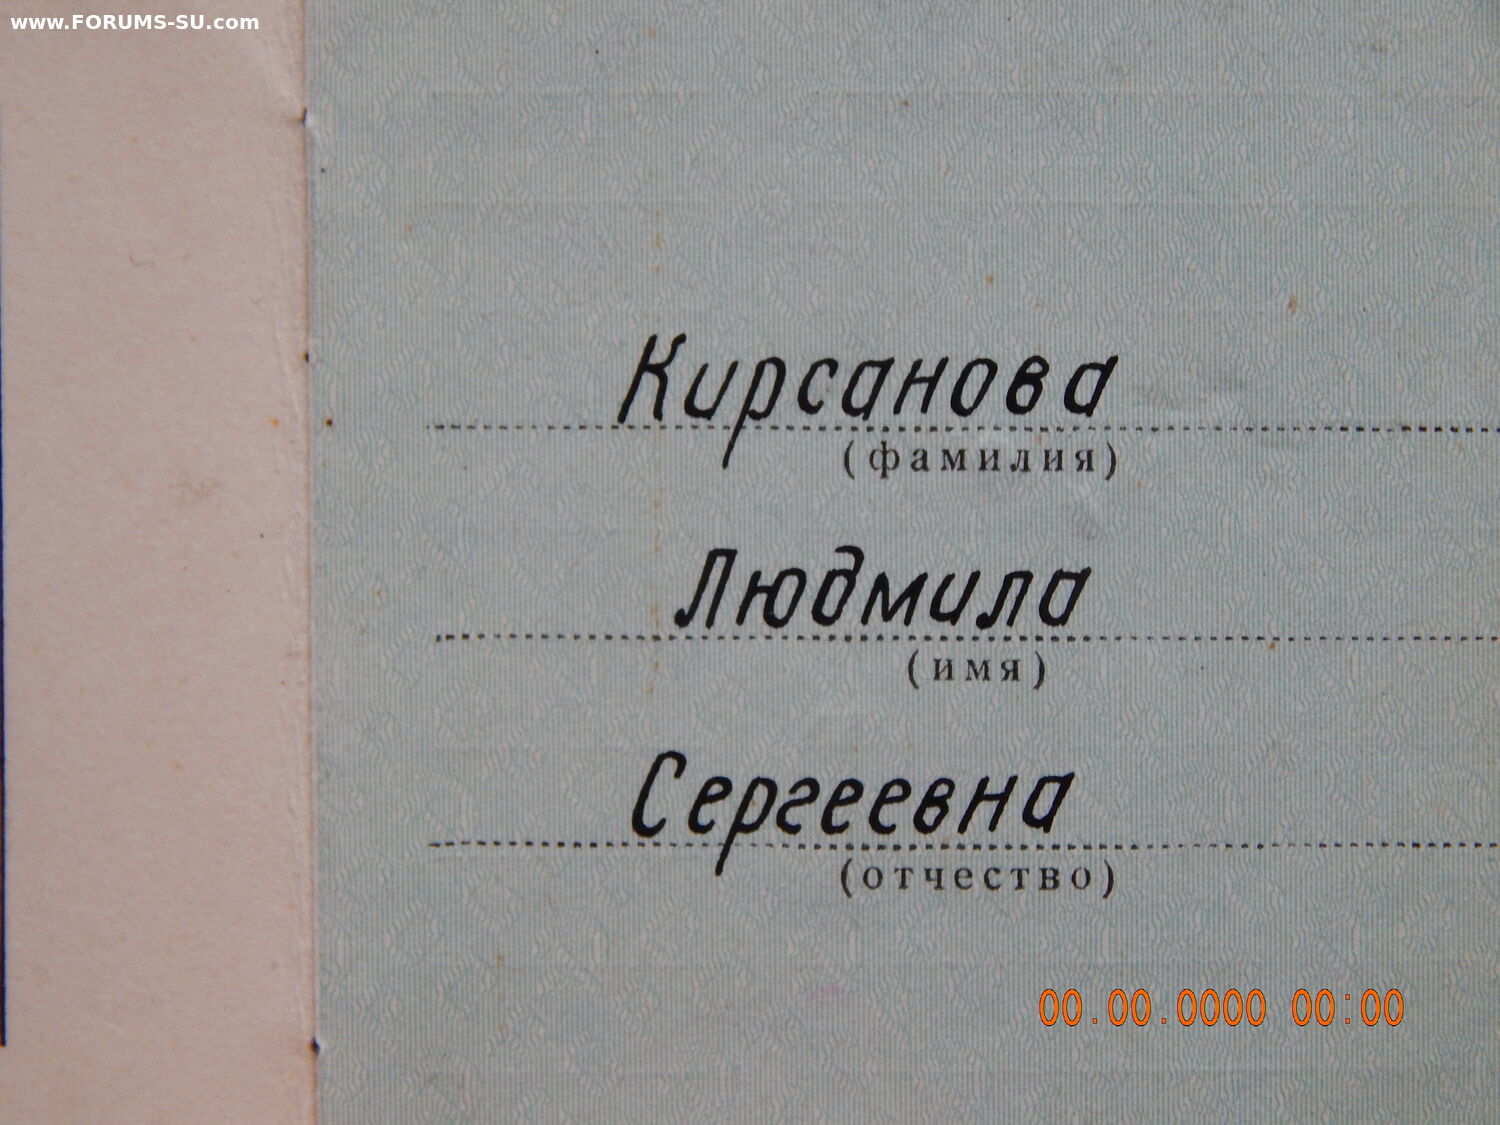 www.FORUMS-SU.com
Кирсанова
(фамилия)
Людмила
(имя)
Сергеевна
(отчество)
00.00.0000 00:00